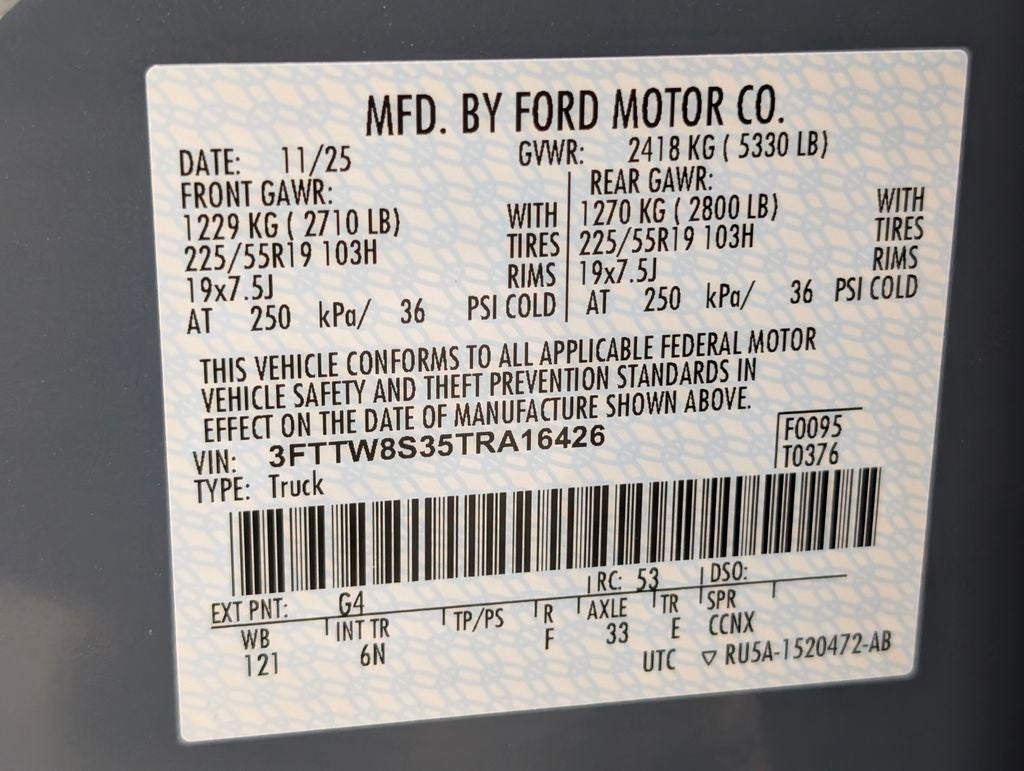 MFD. BY FORD MOTOR CO.
DATE: 11/25 GVWR: 2418 KG ( 5330 LB)
FRONT GAWR: REAR GAWR:
1229 KG ( 2710 LB) WITH 1270 KG ( 2800 LB) WITH
225/55R19 103H TIRES 225/55R19 103H TIRES
19x7.5J RIMS 19x7.5J RIMS
AT 250 kPa/ 36 PSI COLD AT 250 kPa/ 36 PSI COLD
THIS VEHICLE CONFORMS TO ALL APPLICABLE FEDERAL MOTOR
VEHICLE SAFETY AND THEFT PREVENTION STANDARDS IN
EFFECT ON THE DATE OF MANUFACTURE SHOWN ABOVE.
VIN: 3FTTW8S35TRA16426 F0095
TYPE: Truck T0376
EXT PNT: G4 RC: 53 DSO:
WB INT TR TP/PS R AXLE TR SPR
121 6N F 33 E CCNX
UTC ▽ RU5A-1520472-AB